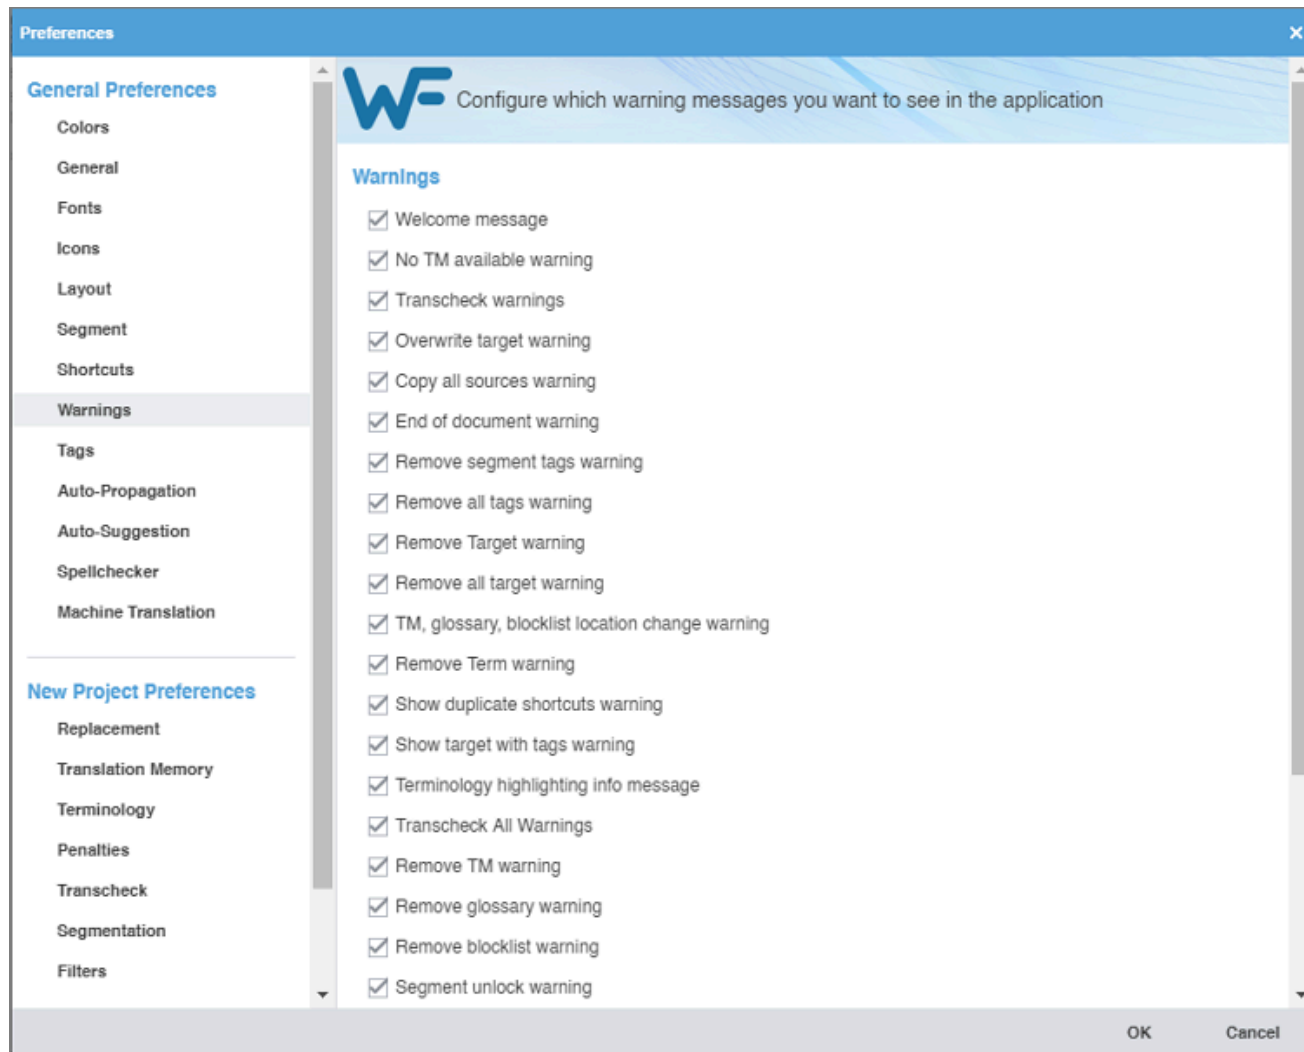 Preferences
General Preferences
Colors
General
Fonts
Icons
Layout
Segment
Shortcuts
Warnings
Tags
Auto-Propagation
Auto-Suggestion
Spellchecker
Machine Translation
New Project Preferences
Replacement
Translation Memory
Terminology
Penalties
Transcheck
Segmentation
Filters
WF Configure which warning messages you want to see in the application
Warnings
Welcome message
No TM available warning
Transcheck warnings
Overwrite target warning
Copy all sources warning
End of document warning
Remove segment tags warning
Remove all tags warning
Remove Target warning
Remove all target warning
TM, glossary, blocklist location change warning
Remove Term warning
Show duplicate shortcuts warning
Show target with tags warning
Terminology highlighting info message
Transcheck All Warnings
Remove TM warning
Remove glossary warning
Remove blocklist warning
Segment unlock warning
OK Cancel